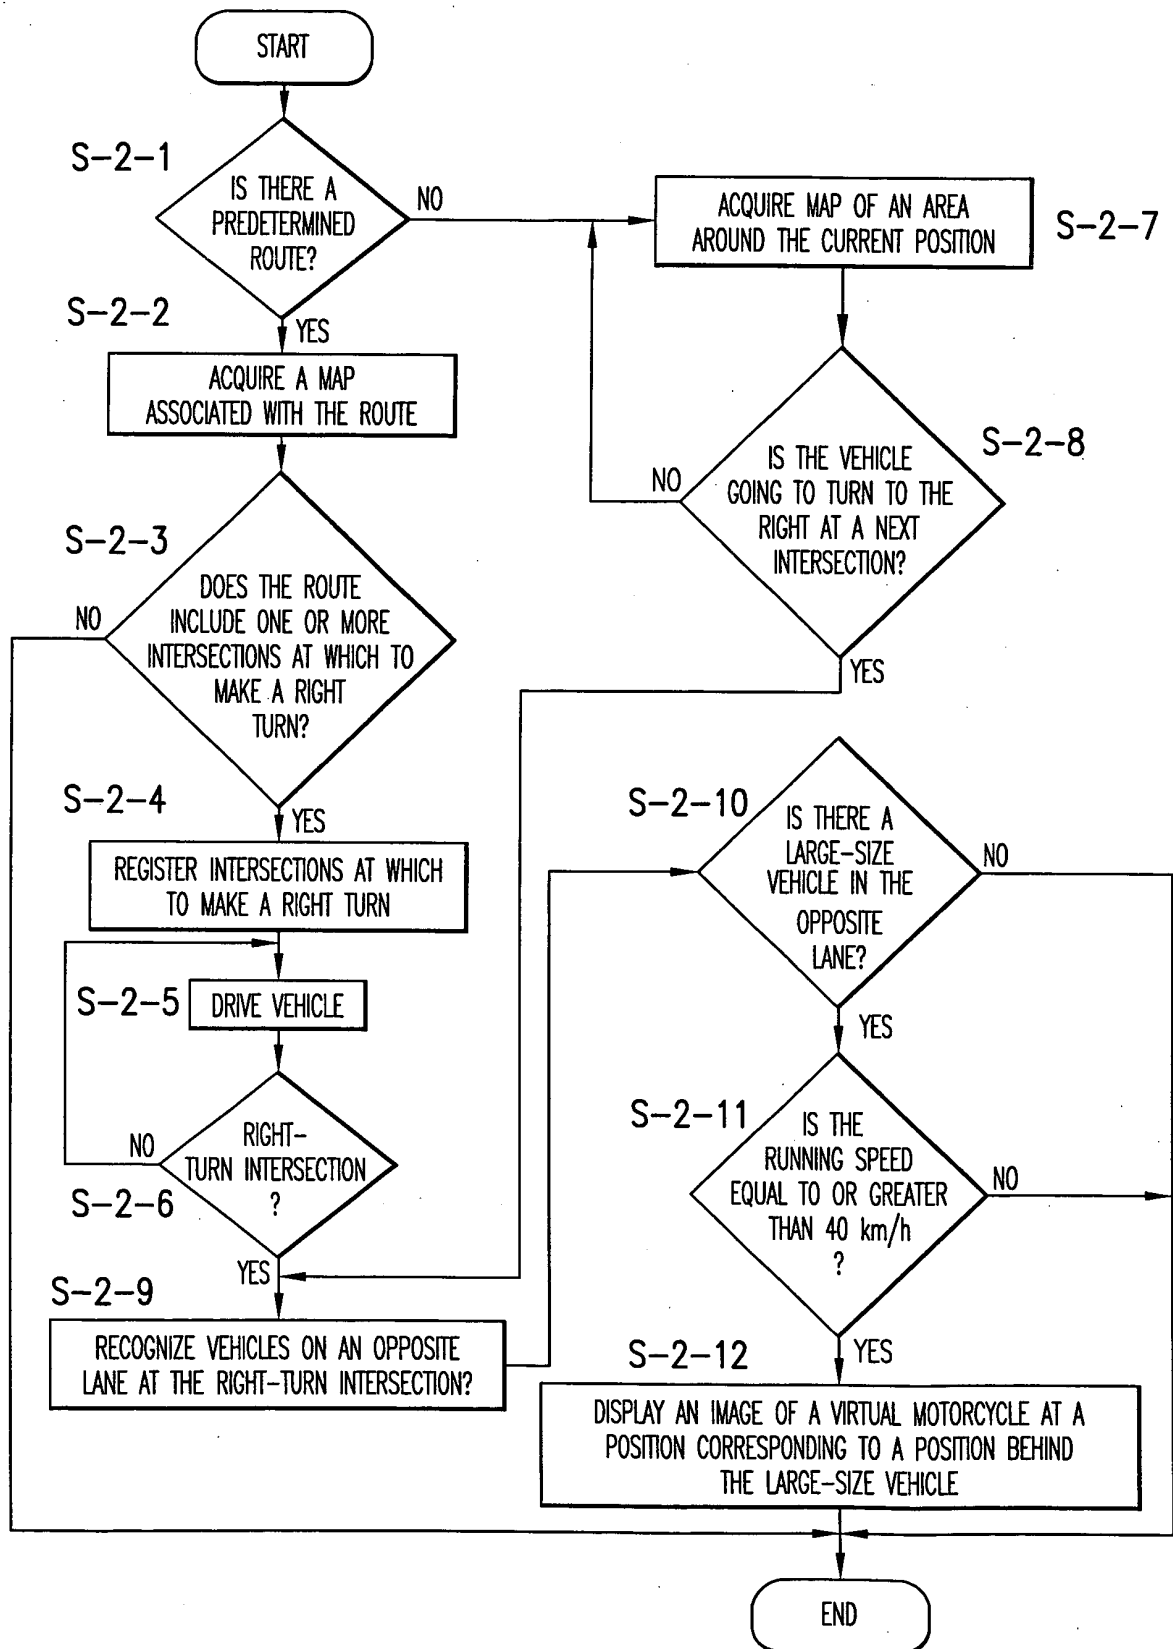 START
S-2-1
IS THERE A
PREDETERMINED
ROUTE?
NO
YES
S-2-2
ACQUIRE A MAP
ASSOCIATED WITH THE ROUTE
S-2-3
DOES THE ROUTE
INCLUDE ONE OR MORE
INTERSECTIONS AT WHICH TO
MAKE A RIGHT
TURN?
NO
YES
S-2-4
REGISTER INTERSECTIONS AT WHICH
TO MAKE A RIGHT TURN
S-2-5
DRIVE VEHICLE
RIGHT-
TURN INTERSECTION
?
NO
S-2-6
YES
S-2-9
RECOGNIZE VEHICLES ON AN OPPOSITE
LANE AT THE RIGHT-TURN INTERSECTION?
ACQUIRE MAP OF AN AREA
AROUND THE CURRENT POSITION
S-2-7
S-2-8
IS THE VEHICLE
GOING TO TURN TO THE
RIGHT AT A NEXT
INTERSECTION?
NO
YES
S-2-10
IS THERE A
LARGE-SIZE
VEHICLE IN THE
OPPOSITE
LANE?
NO
YES
S-2-11
IS THE
RUNNING SPEED
EQUAL TO OR GREATER
THAN 40 km/h
?
NO
YES
S-2-12
DISPLAY AN IMAGE OF A VIRTUAL MOTORCYCLE AT A
POSITION CORRESPONDING TO A POSITION BEHIND
THE LARGE-SIZE VEHICLE
END